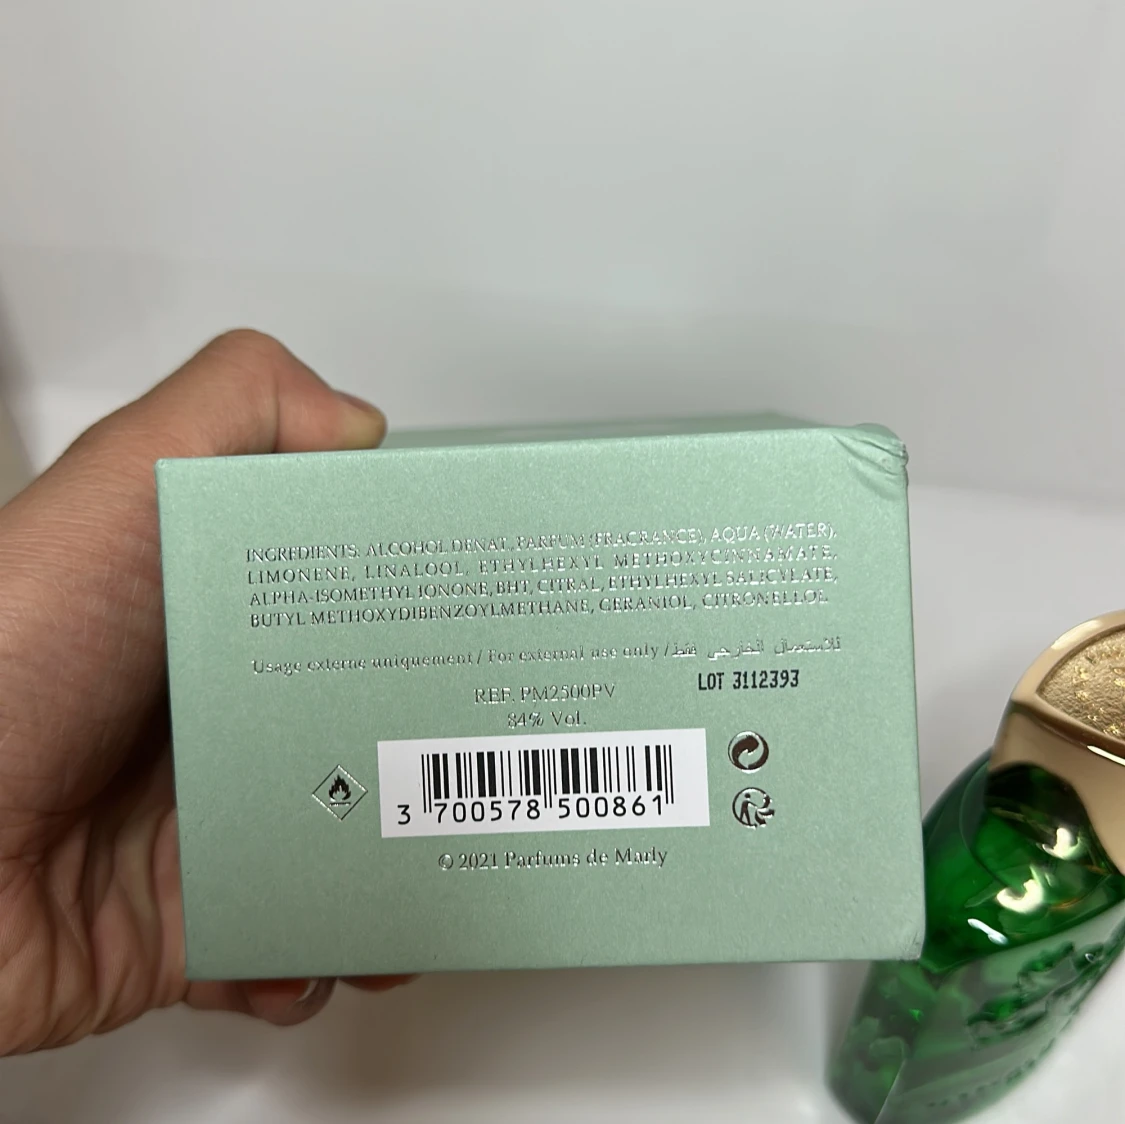 INGREDIENTS: ALCOHOL DENAT., PARFUM (FRAGRANCE), AQUA (WATER),
LIMONENE, LINALOOL, ETHYLHEXYL METHOXYCINNAMATE,
ALPHA-ISOMETHYL IONONE, BHT, CITRAL, ETHYLHEXYL SALICYLATE,
BUTYL METHOXYDIBENZOYLMETHANE, GERANIOL, CITRONELLOL
Usage externe uniquement / For external use only / للاستعمال الخارجي فقط
LOT 3112393
REF. PM2500PV
84% Vol.
3 700578 500861
© 2021 Parfums de Marly